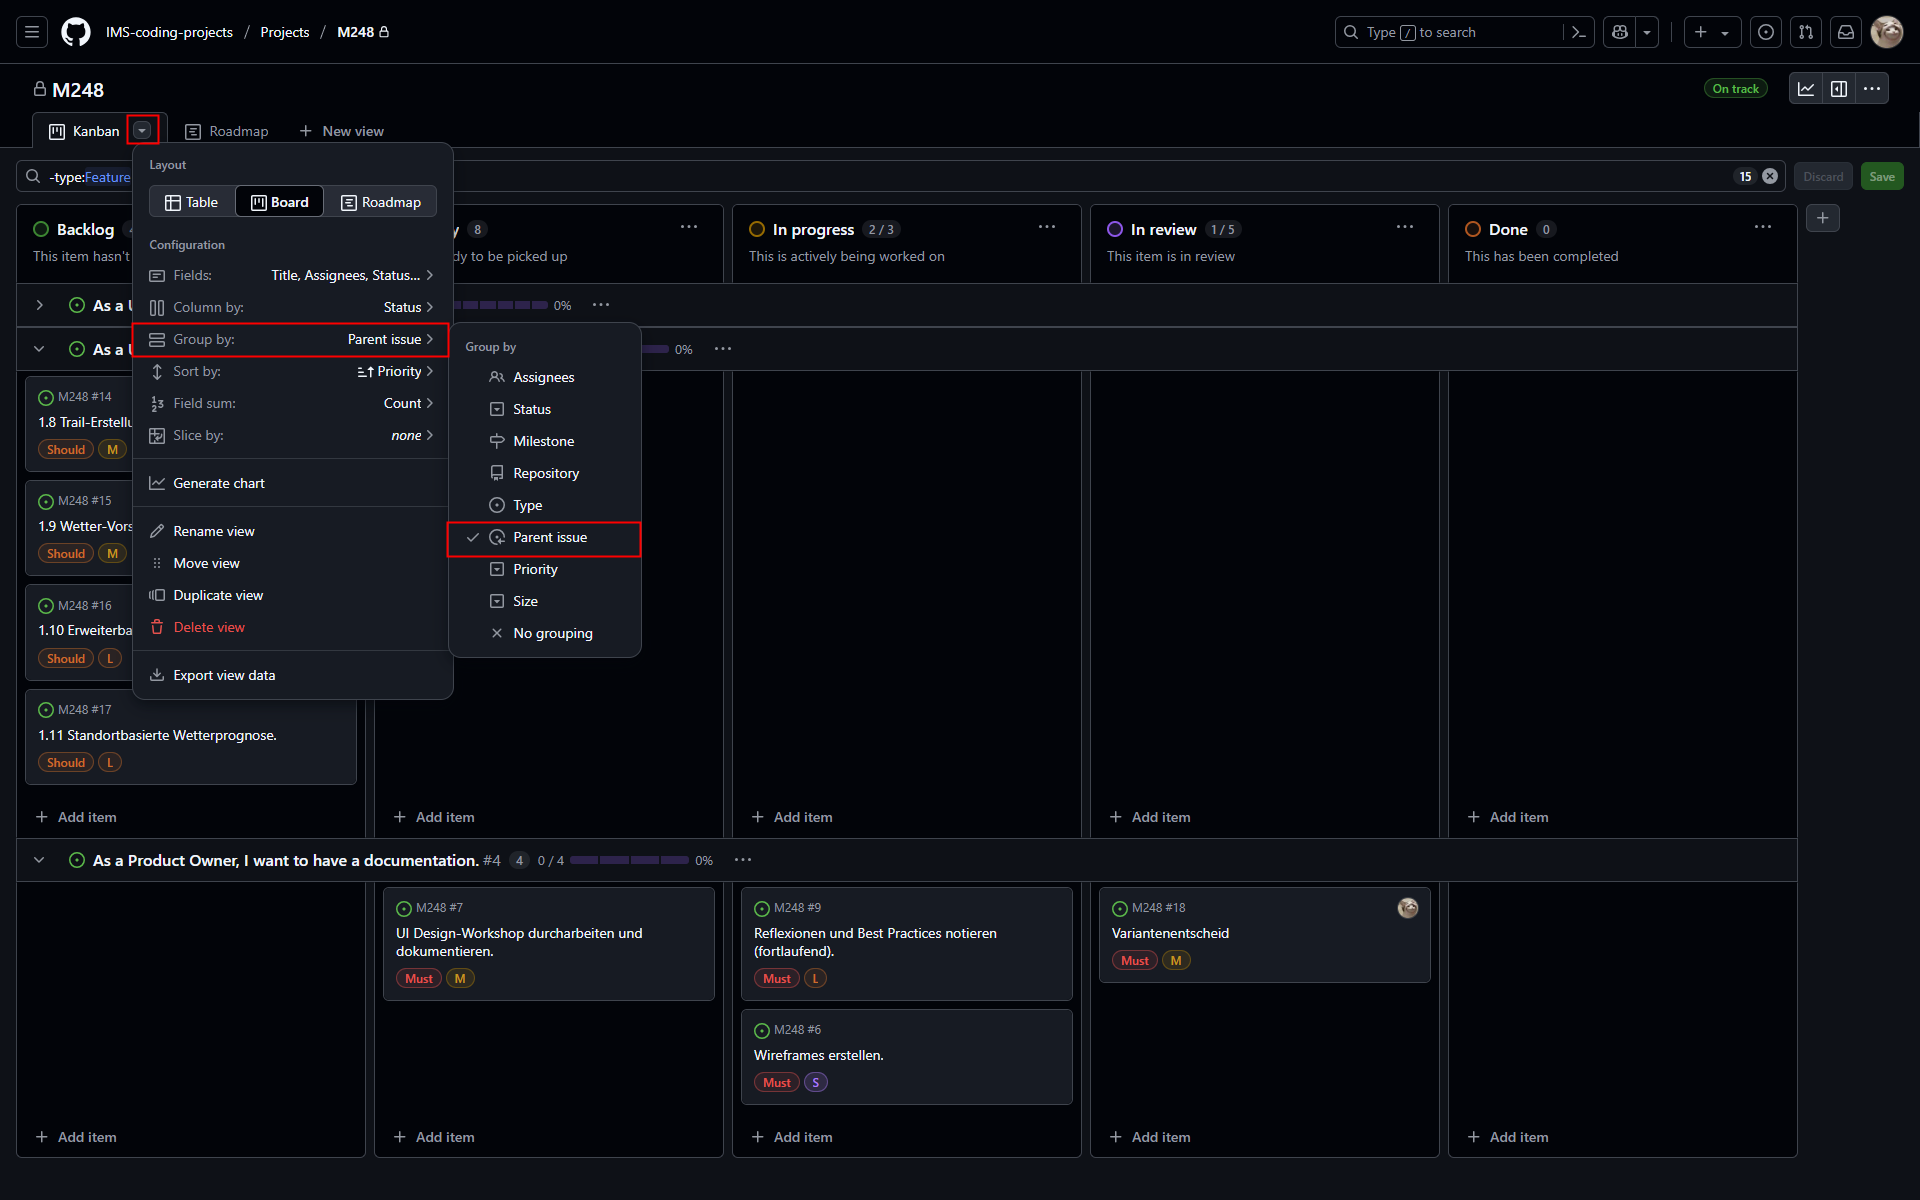 IMS-coding-projects / Projects / M248
Type / to search
M248
On track
Kanban
Roadmap
New view
-type:Feature
15
Discard
Save
Layout
Table
Board
Roadmap
Configuration
Fields: Title, Assignees, Status...
Column by: Status
Group by: Parent issue
Sort by: Priority
Field sum: Count
Slice by: none
Generate chart
Rename view
Move view
Duplicate view
Delete view
Export view data
Group by
Assignees
Status
Milestone
Repository
Type
Parent issue
Priority
Size
No grouping
Backlog
This item hasn't
y 8
dy to be picked up
In progress 2 / 3
This is actively being worked on
In review 1 / 5
This item is in review
Done 0
This has been completed
As a U
0%
As a U
0%
M248 #14
1.8 Trail-Erstellu
Should M
M248 #15
1.9 Wetter-Vors
Should M
M248 #16
1.10 Erweiterba
Should L
M248 #17
1.11 Standortbasierte Wetterprognose.
Should L
Add item
Add item
Add item
Add item
Add item
As a Product Owner, I want to have a documentation. #4 4 0 / 4 0%
M248 #7
UI Design-Workshop durcharbeiten und
dokumentieren.
Must M
M248 #9
Reflexionen und Best Practices notieren
(fortlaufend).
Must L
M248 #6
Wireframes erstellen.
Must S
M248 #18
Variantenentscheid
Must M
Add item
Add item
Add item
Add item
Add item